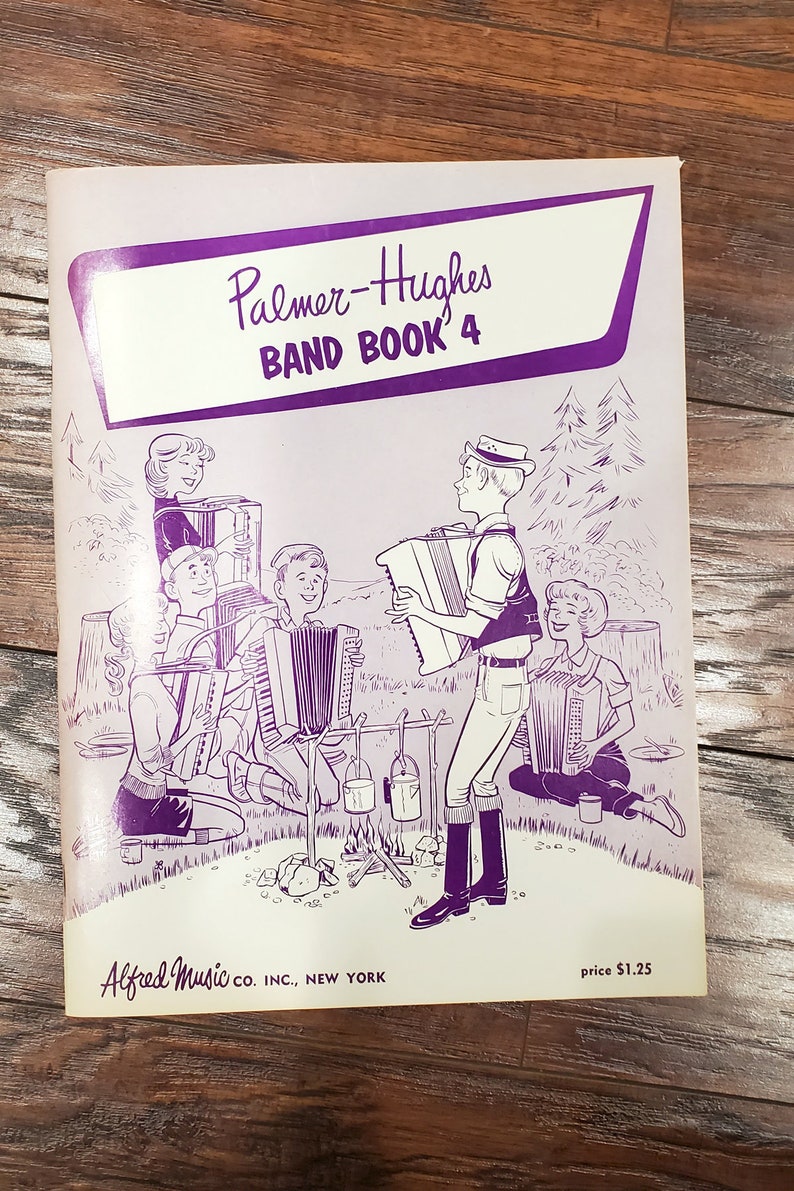 Palmer-Hughes
BAND BOOK 4
Alfred Music CO. INC., NEW YORK
price $1.25